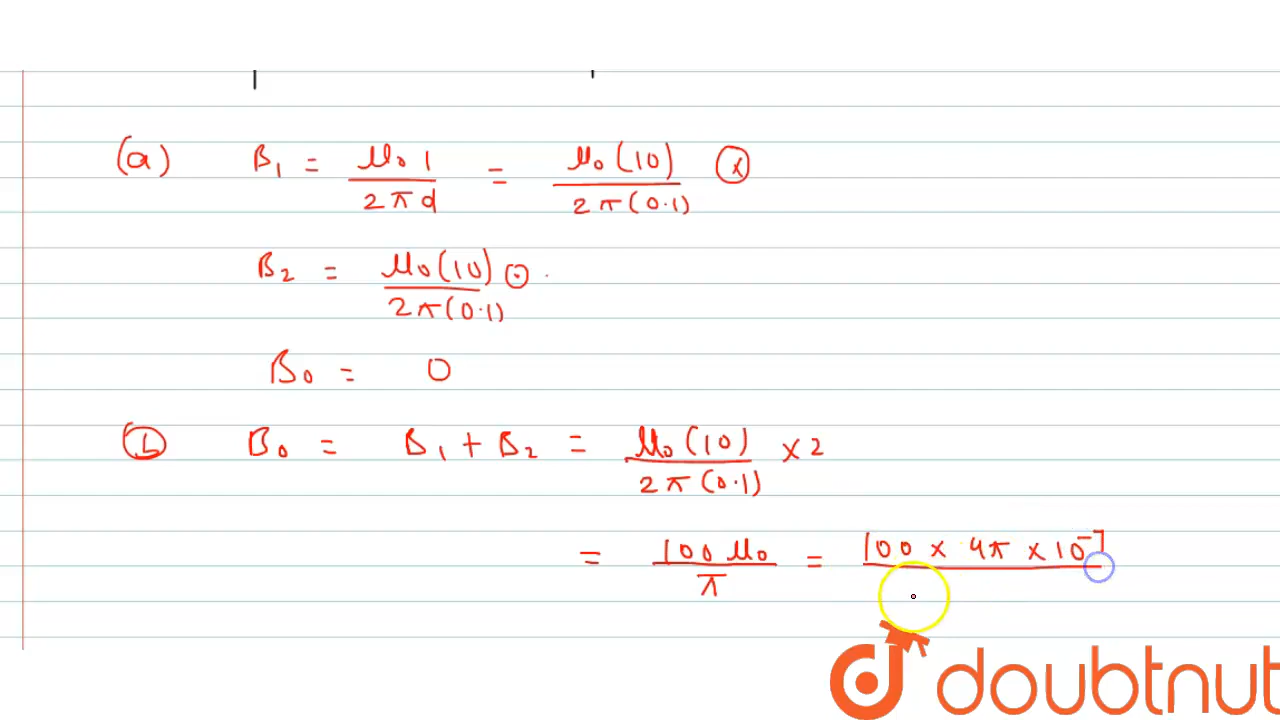 (a) B₁ = μ₀ I / 2πd = μ₀(10) / 2π(0.1) ⊗
B₂ = μ₀(10) / 2π(0.1) ⊙
B₀ = 0
(b) B₀ = B₁ + B₂ = μ₀(10) / 2π(0.1) × 2
= 100 μ₀ / π = 100 × 4π × 10⁻⁷
doubtnut